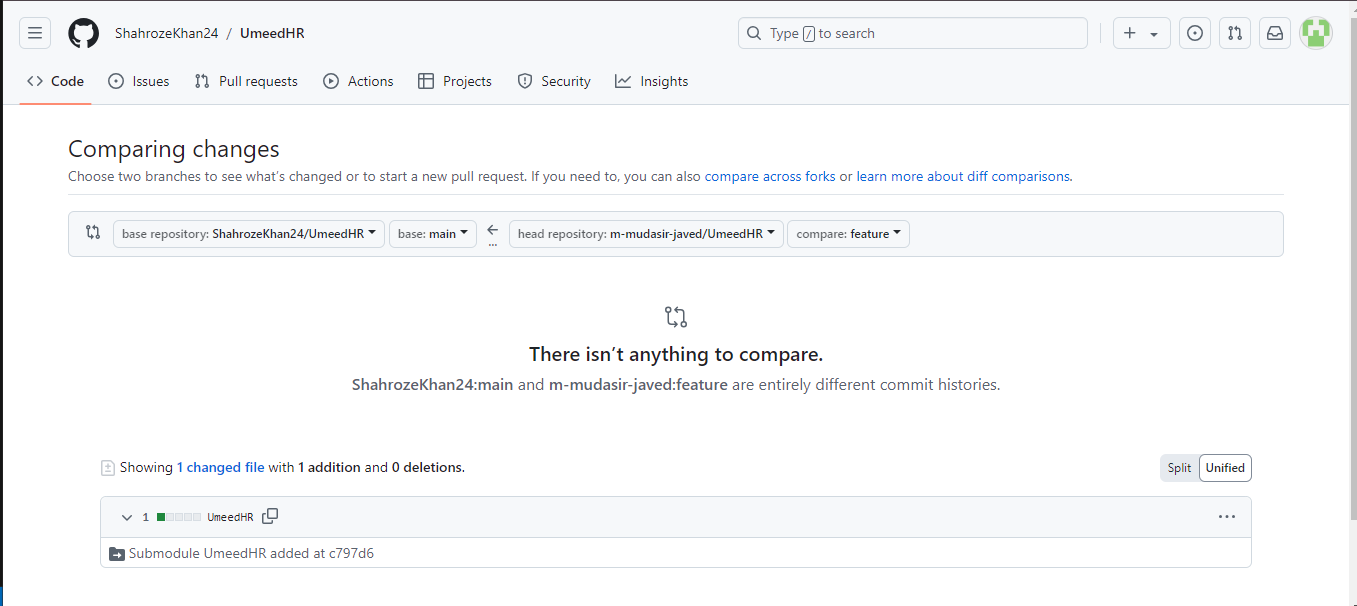 ShahrozeKhan24 / UmeedHR
Type / to search
Code Issues Pull requests Actions Projects Security Insights
Comparing changes
Choose two branches to see what's changed or to start a new pull request. If you need to, you can also compare across forks or learn more about diff comparisons.
base repository: ShahrozeKhan24/UmeedHR base: main ... head repository: m-mudasir-javed/UmeedHR compare: feature
There isn't anything to compare.
ShahrozeKhan24:main and m-mudasir-javed:feature are entirely different commit histories.
Showing 1 changed file with 1 addition and 0 deletions.
Split Unified
1 UmeedHR
Submodule UmeedHR added at c797d6